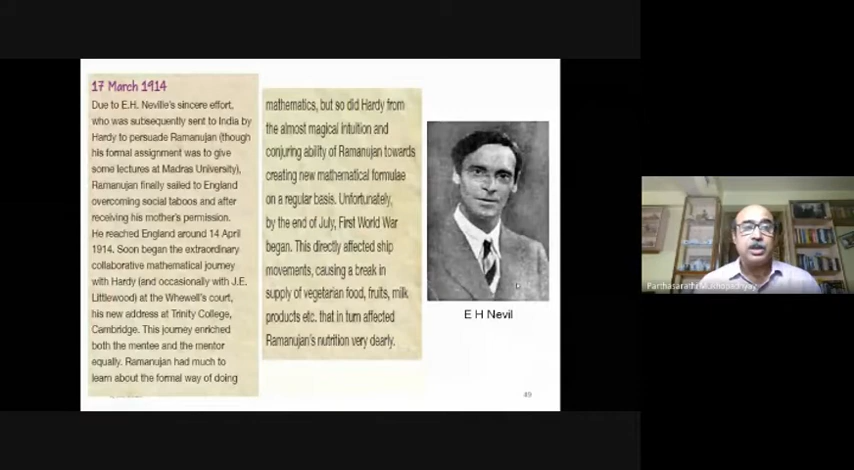 17 March 1914
Due to E.H. Neville's sincere effort,
who was subsequently sent to India by
Hardy to persuade Ramanujan (though
his formal assignment was to give
some lectures at Madras University),
Ramanujan finally sailed to England
overcoming social taboos and after
receiving his mother's permission.
He reached England around 14 April
1914. Soon began the extraordinary
collaborative mathematical journey
with Hardy (and occasionally with J.E.
Littlewood) at the Whewell's court,
his new address at Trinity College,
Cambridge. This journey enriched
both the mentee and the mentor
equally. Ramanujan had much to
learn about the formal way of doing
mathematics, but so did Hardy from
the almost magical intuition and
conjuring ability of Ramanujan towards
creating new mathematical formulae
on a regular basis. Unfortunately,
by the end of July, First World War
began. This directly affected ship
movements, causing a break in
supply of vegetarian food, fruits, milk
products etc. that in turn affected
Ramanujan's nutrition very dearly.
E H Nevil
49
Parthasarathi Mukhopadhyay